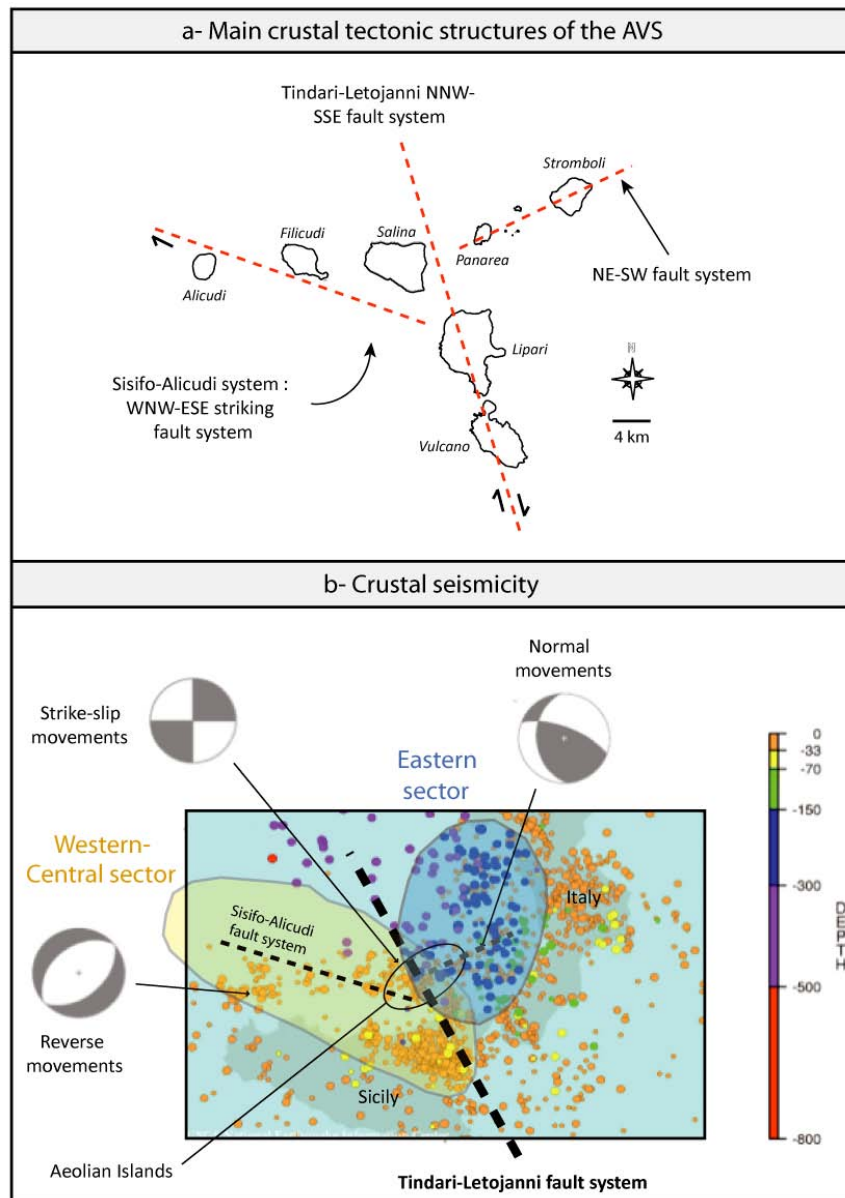 a- Main crustal tectonic structures of the AVS
Tindari-Letojanni NNW-
SSE fault system
Stromboli
Filicudi
Salina
Panarea
Alicudi
NE-SW fault system
Lipari
N
Sisifo-Alicudi system :
WNW-ESE striking
fault system
4 km
Vulcano
b- Crustal seismicity
Normal
movements
Strike-slip
movements
Eastern
sector
0
-33
-70
-150
-300
-500
-800
DEPTH
Western-
Central sector
Italy
Sisifo-Alicudi
fault system
Reverse
movements
Sicily
Aeolian Islands
Tindari-Letojanni fault system